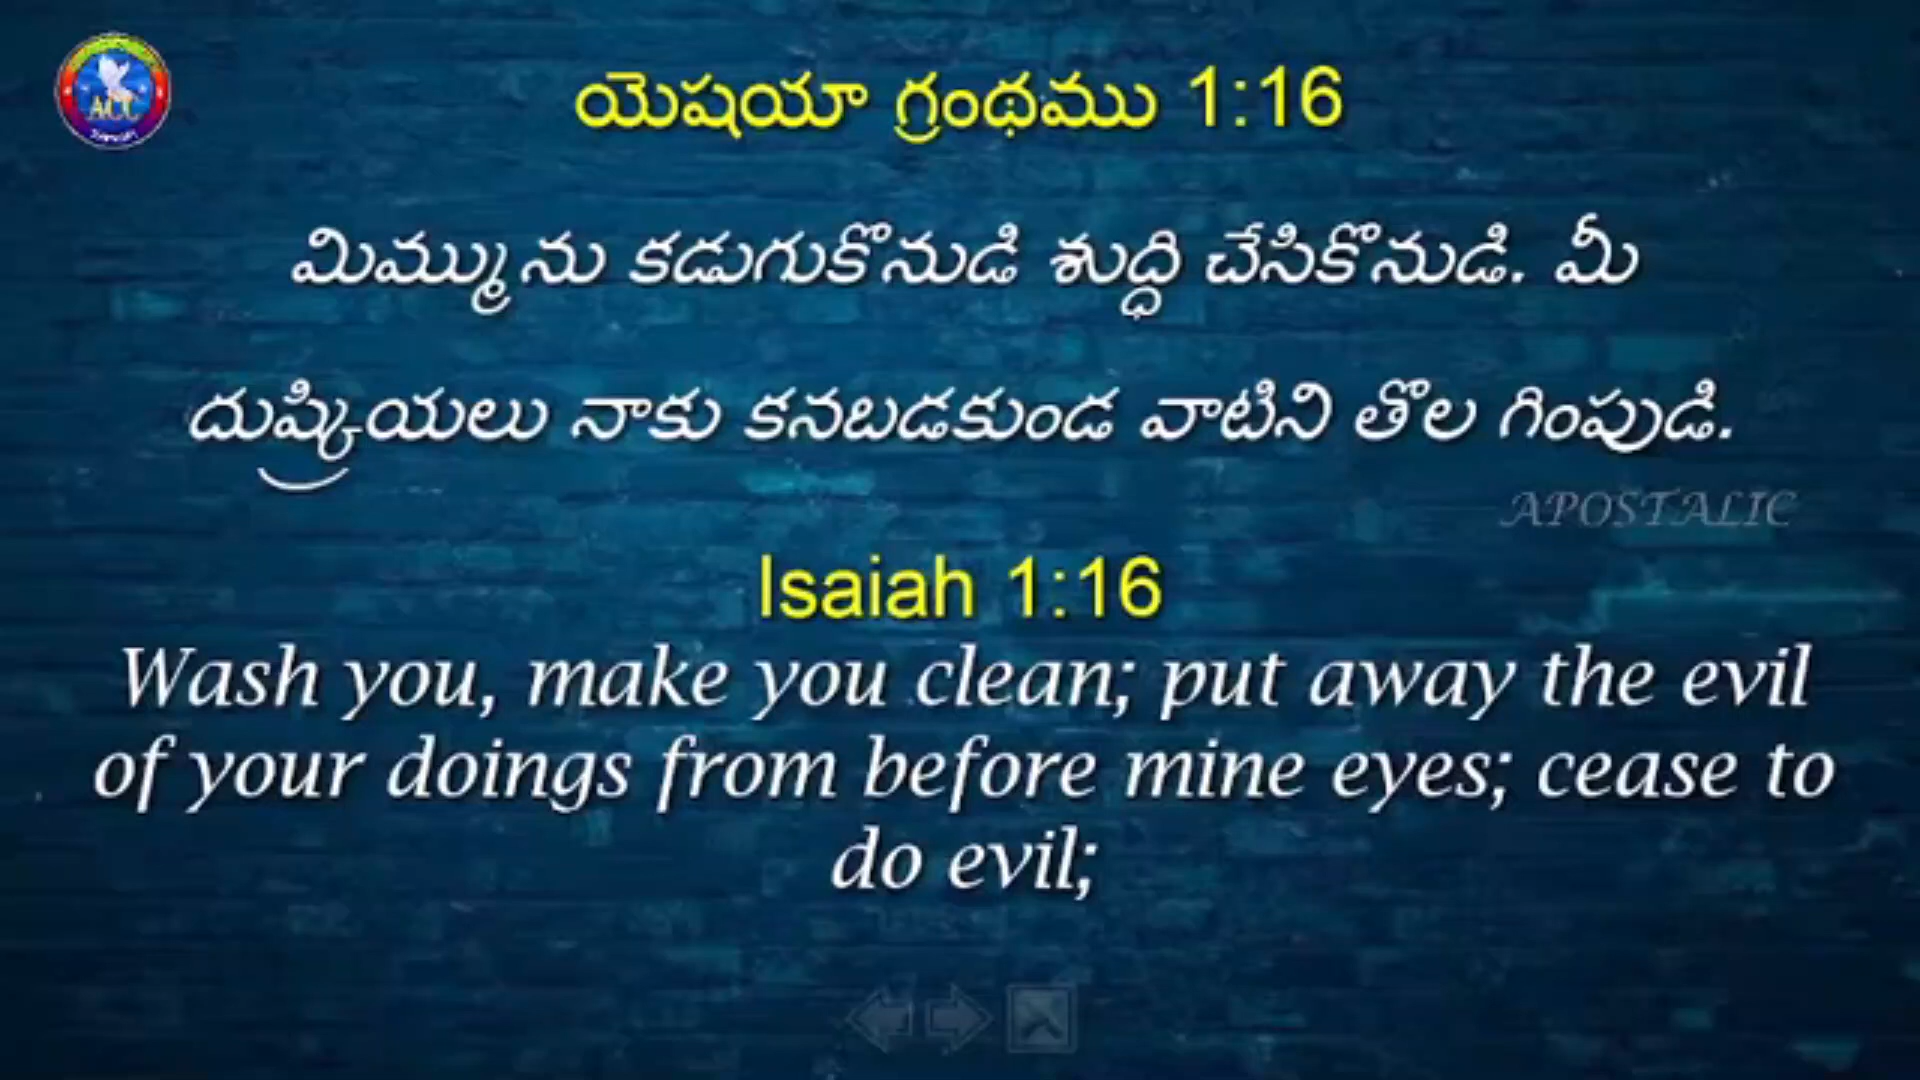 ACC
యెషయా గ్రంథము 1:16
మిమ్మును కడుగుకొనుడి శుద్ధి చేసికొనుడి. మీ
దుష్క్రియలు నాకు కనబడకుండ వాటిని తొల గింపుడి.
APOSTALIC
Isaiah 1:16
Wash you, make you clean; put away the evil
of your doings from before mine eyes; cease to
do evil;